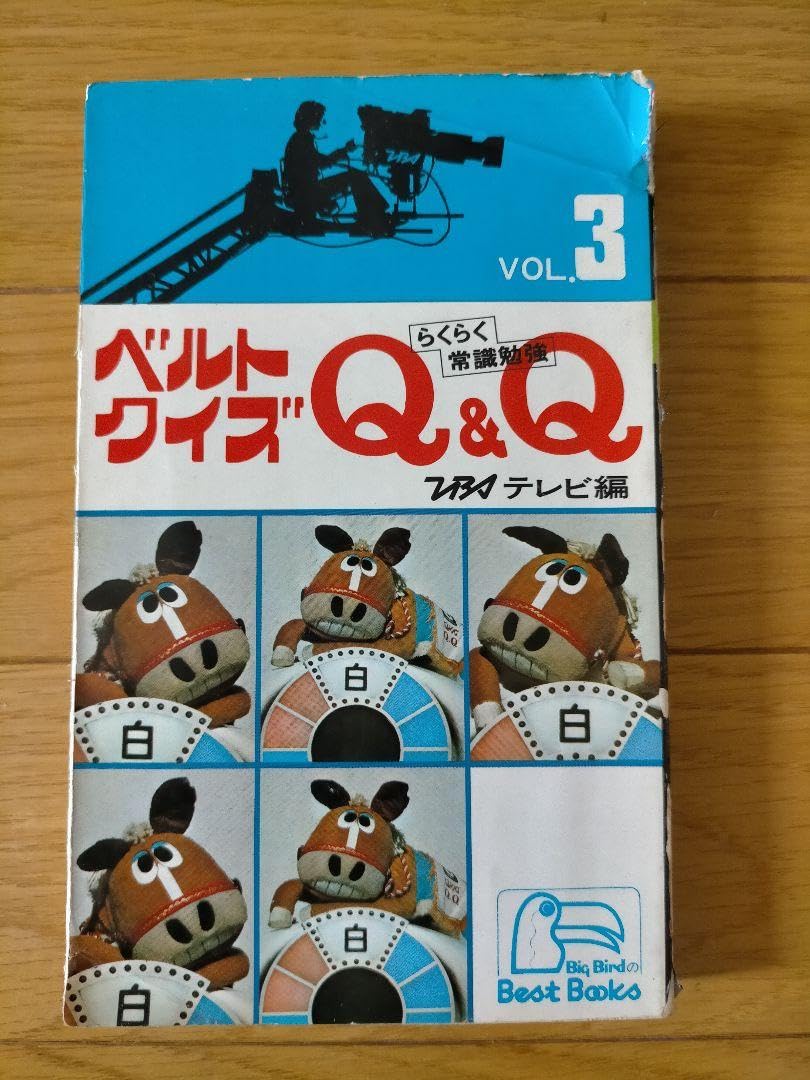 VOL.3
ベルト
クイズ
Q&Q
らくらく
常識勉強
TBS テレビ編
白
白
白
白
白
Big Birdの
Best Books